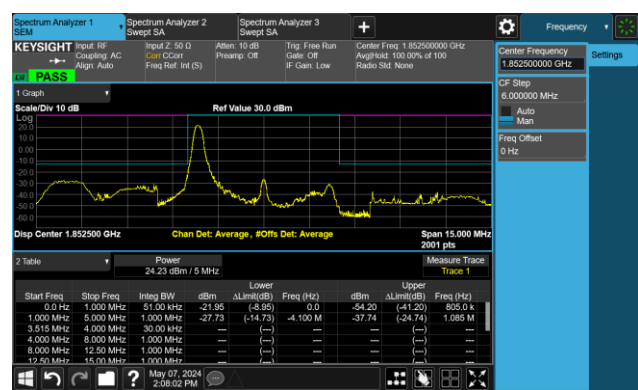 Spectrum Analyzer 1
SEM
Spectrum Analyzer 2
Swept SA
Spectrum Analyzer 3
Swept SA
Frequency
KEYSIGHT
Input: RF
Coupling: AC
Align: Auto
Input Z: 50 Ω
Corr CCorr
Freq Ref: Int (S)
Atten: 10 dB
Preamp: Off
Trig: Free Run
Gate: Off
IF Gain: Low
Center Freq: 1.852500000 GHz
Avg|Hold: 100.00% of 100
Radio Std: None
PASS
Center Frequency
1.852500000 GHz
Settings
CF Step
6.000000 MHz
Auto
Man
Freq Offset
0 Hz
1 Graph
Scale/Div 10 dB
Ref Value 30.0 dBm
Log
20.0
10.0
0.00
-10.0
-20.0
-30.0
-40.0
-50.0
-60.0
Disp Center 1.852500 GHz
Chan Det: Average, #Offs Det: Average
Span 15.000 MHz
2001 pts
2 Table
Power
24.23 dBm / 5 MHz
Measure Trace
Trace 1
Lower Upper
Start Freq Stop Freq Integ BW dBm ΔLimit(dB) Freq (Hz) dBm ΔLimit(dB) Freq (Hz)
0.0 Hz 1.000 MHz 51.00 kHz -21.95 (-8.95) 0.0 -54.20 (-41.20) 805.0 k
1.000 MHz 5.000 MHz 1.000 MHz -27.73 (-14.73) -4.100 M -37.74 (-24.74) 1.085 M
3.515 MHz 4.000 MHz 30.00 kHz --- (---) --- --- (---) ---
4.000 MHz 8.000 MHz 1.000 MHz --- (---) --- --- (---) ---
8.000 MHz 12.50 MHz 1.000 MHz --- (---) --- --- (---) ---
12.50 MHz 15.00 MHz 1.000 MHz --- (---) --- --- (---) ---
?
May 07, 2024
2:08:02 PM